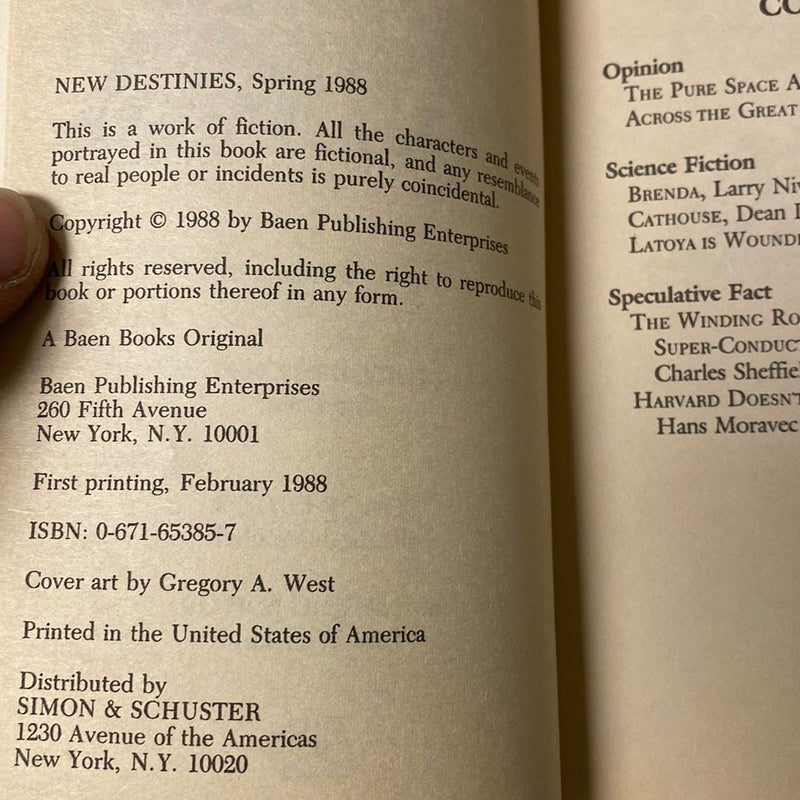 NEW DESTINIES, Spring 1988
This is a work of fiction. All the characters and events
portrayed in this book are fictional, and any resemblance
to real people or incidents is purely coincidental.
Copyright © 1988 by Baen Publishing Enterprises
All rights reserved, including the right to reproduce this
book or portions thereof in any form.
A Baen Books Original
Baen Publishing Enterprises
260 Fifth Avenue
New York, N.Y. 10001
First printing, February 1988
ISBN: 0-671-65385-7
Cover art by Gregory A. West
Printed in the United States of America
Distributed by
SIMON & SCHUSTER
1230 Avenue of the Americas
New York, N.Y. 10020
Opinion
THE PURE SPACE A
ACROSS THE GREAT
Science Fiction
BRENDA, Larry Niv
CATHOUSE, Dean
LATOYA IS WOUND
Speculative Fact
THE WINDING RO
SUPER-CONDUCT
Charles Sheffiel
HARVARD DOESN'T
Hans Moravec